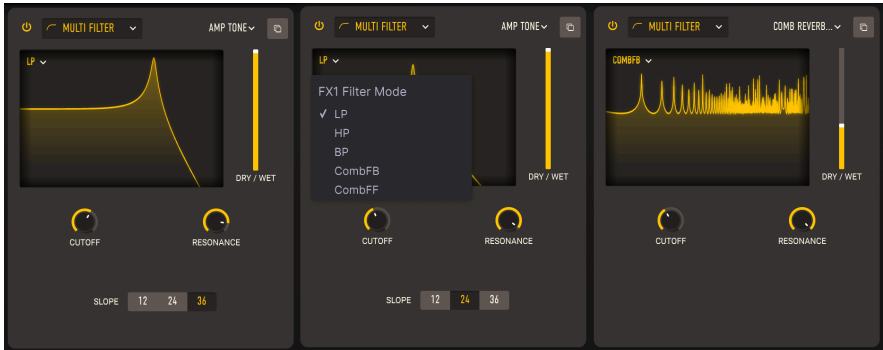 MULTI FILTER
AMP TONE
LP
DRY / WET
CUTOFF
RESONANCE
SLOPE 12 24 36
MULTI FILTER
AMP TONE
LP
FX1 Filter Mode
✓ LP
HP
BP
CombFB
CombFF
DRY / WET
CUTOFF
RESONANCE
SLOPE 12 24 36
MULTI FILTER
COMB REVERB...
COMBFB
DRY / WET
CUTOFF
RESONANCE